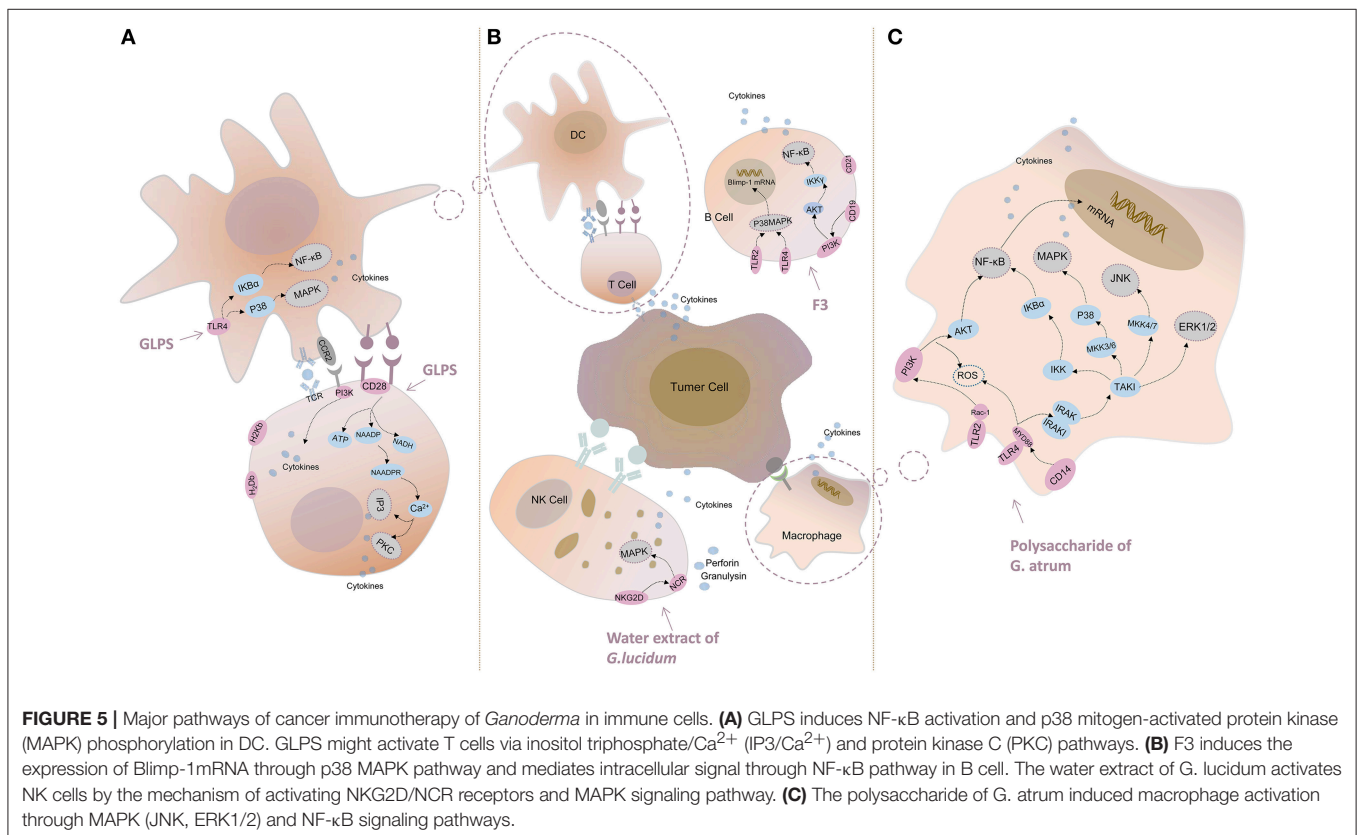 A
B
C
NF-κB
IKBα
Cytokines
MAPK
P38
TLR4
GLPS
CCR2
GLPS
CD28
PI3K
TCR
H2Kb
ATP
NAADP
NADH
Cytokines
H₂Db
NAADPR
IP3
Ca²⁺
PKC
Cytokines
DC
T Cell
Cytokines
Cytokines
NF-κB
CD21
Blimp-1 mRNA
IKKγ
B Cell
AKT
CD19
P38MAPK
PI3K
TLR2
TLR4
F3
Tumer Cell
NK Cell
Cytokines
MAPK
NCR
NKG2D
Perforin
Granulysin
Water extract of
G.lucidum
Cytokines
Macrophage
Cytokines
mRNA
NF-κB
MAPK
JNK
IKBα
P38
MKK4/7
ERK1/2
AKT
MKK3/6
PI3K
ROS
IKK
TAKI
Rac-1
IRAK
IRAKI
TLR2
MYD88
TLR4
CD14
Polysaccharide of
G. atrum
FIGURE 5 | Major pathways of cancer immunotherapy of Ganoderma in immune cells. (A) GLPS induces NF-κB activation and p38 mitogen-activated protein kinase
(MAPK) phosphorylation in DC. GLPS might activate T cells via inositol triphosphate/Ca²⁺ (IP3/Ca²⁺) and protein kinase C (PKC) pathways. (B) F3 induces the
expression of Blimp-1mRNA through p38 MAPK pathway and mediates intracellular signal through NF-κB pathway in B cell. The water extract of G. lucidum activates
NK cells by the mechanism of activating NKG2D/NCR receptors and MAPK signaling pathway. (C) The polysaccharide of G. atrum induced macrophage activation
through MAPK (JNK, ERK1/2) and NF-κB signaling pathways.